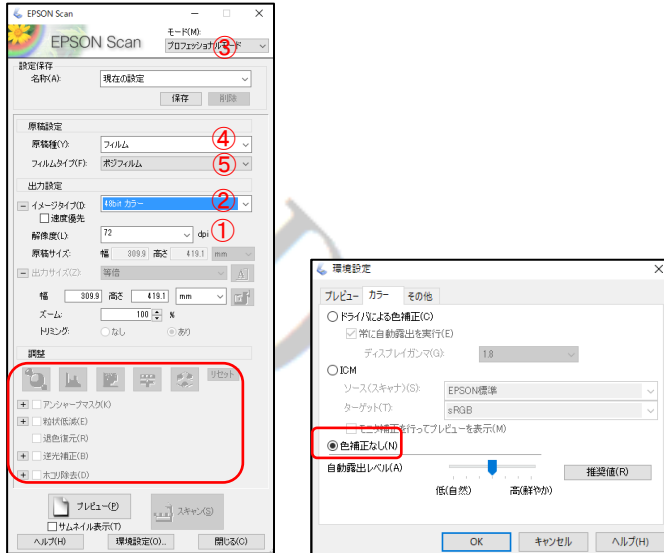 EPSON Scan
EPSON Scan
モード(M):
プロフェッショナルモード
③
設定保存
名称(A): 現在の設定
保存 削除
原稿設定
原稿種(Y): フィルム ④
フィルムタイプ(F): ポジフィルム ⑤
出力設定
イメージタイプ(I): 48bit カラー ②
速度優先
解像度(L): 72 dpi ①
原稿サイズ: 幅 309.9 高さ 419.1 mm
出力サイズ(Z): 等倍
幅 309.9 高さ 419.1 mm
ズーム: 100 %
トリミング: なし あり
調整
リセット
アンシャープマスク(K)
粒状低減(E)
退色復元(R)
逆光補正(B)
ホコリ除去(D)
プレビュー(P) スキャン(S)
サムネイル表示(T)
ヘルプ(H) 環境設定(O)... 閉じる(C)
環境設定
プレビュー カラー その他
ドライバによる色補正(C)
常に自動露出を実行(E)
ディスプレイガンマ(G): 1.8
ICM
ソース(スキャナ)(S): EPSON標準
ターゲット(T): sRGB
モニタ補正を行ってプレビューを表示(M)
色補正なし(N)
自動露出レベル(A)
推奨値(R)
低(自然) 高(鮮やか)
OK キャンセル ヘルプ(H)